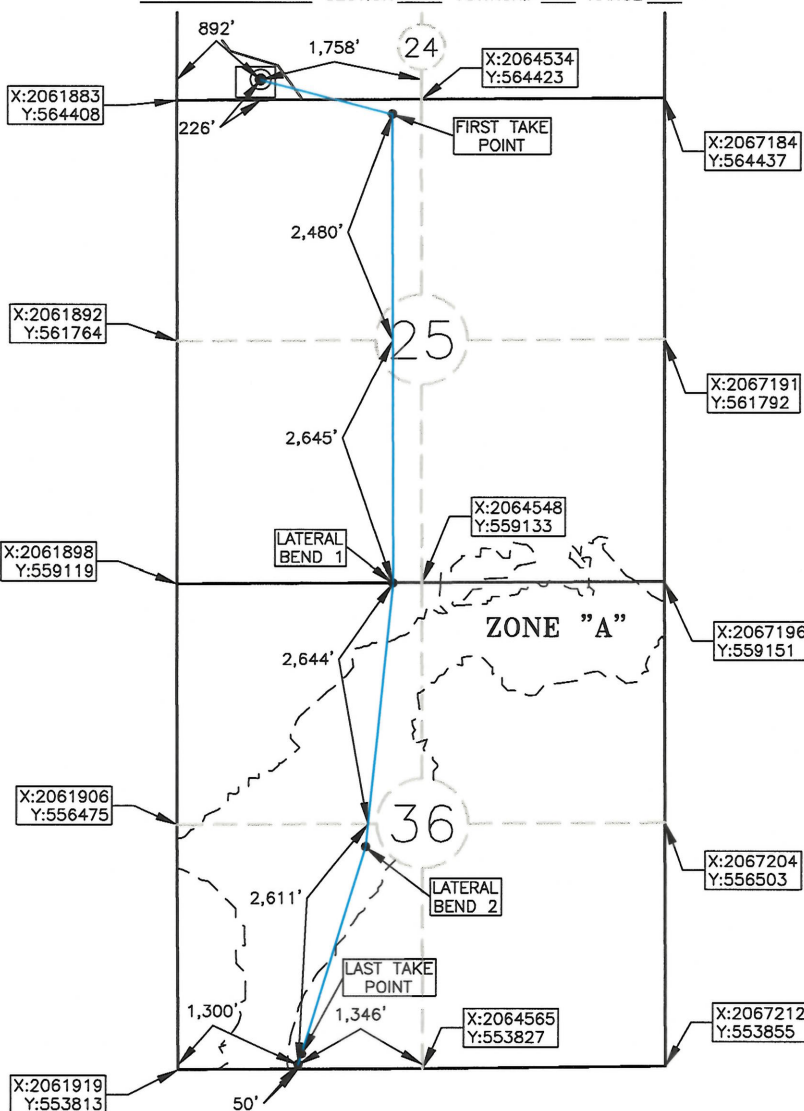 892'
1,758'
24
X:2064534
Y:564423
X:2061883
Y:564408
226'
FIRST TAKE
POINT
X:2067184
Y:564437
2,480'
X:2061892
Y:561764
25
X:2067191
Y:561792
2,645'
X:2064548
Y:559133
LATERAL
BEND 1
X:2061898
Y:559119
ZONE "A"
X:2067196
Y:559151
2,644'
X:2061906
Y:556475
36
X:2067204
Y:556503
2,611'
LATERAL
BEND 2
LAST TAKE
POINT
1,300'
1,346'
X:2064565
Y:553827
X:2067212
Y:553855
X:2061919
Y:553813
50'